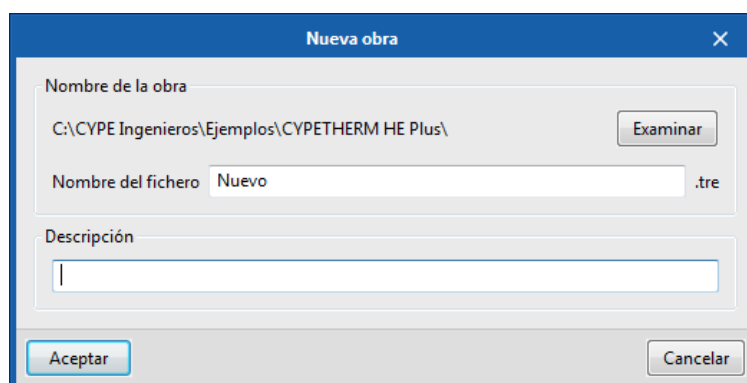 Nueva obra
Nombre de la obra
C:\CYPE Ingenieros\Ejemplos\CYPETHERM HE Plus\
Examinar
Nombre del fichero Nuevo .tre
Descripción
Aceptar Cancelar